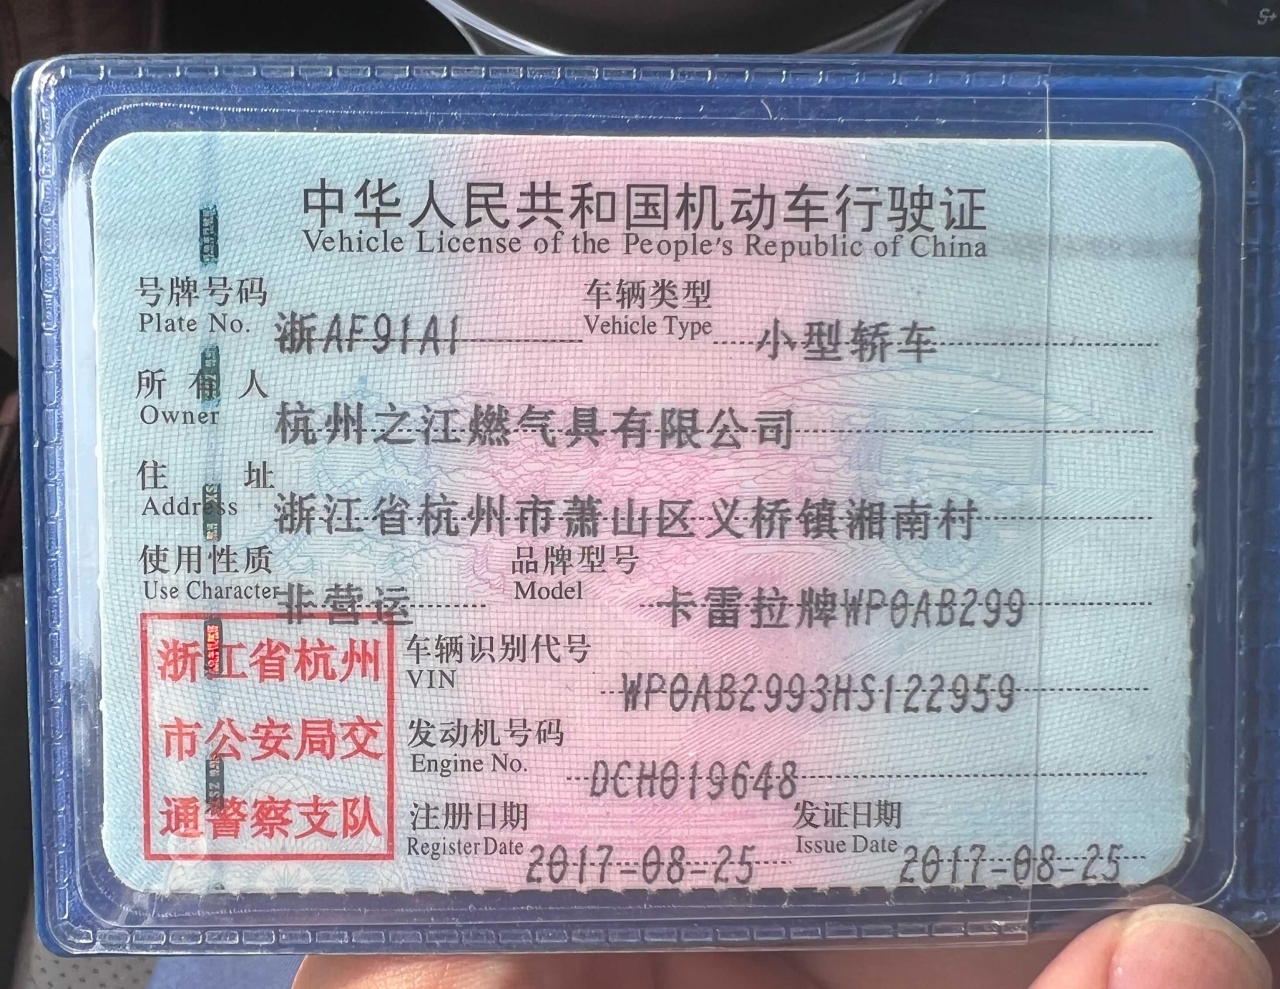 中华人民共和国机动车行驶证
Vehicle License of the People's Republic of China
号牌号码 浙AF91A1 车辆类型 小型轿车
Plate No. Vehicle Type
所有人 杭州之江燃气具有限公司
Owner
住址 浙江省杭州市萧山区义桥镇湘南村
Address
使用性质 非营运 品牌型号 卡雷拉牌WP0AB299
Use Character Model
浙江省杭州
市公安局交
通警察支队
车辆识别代号 WP0AB2993HS122959
VIN
发动机号码 DCH019648
Engine No.
注册日期 2017-08-25 发证日期 2017-08-25
Register Date Issue Date